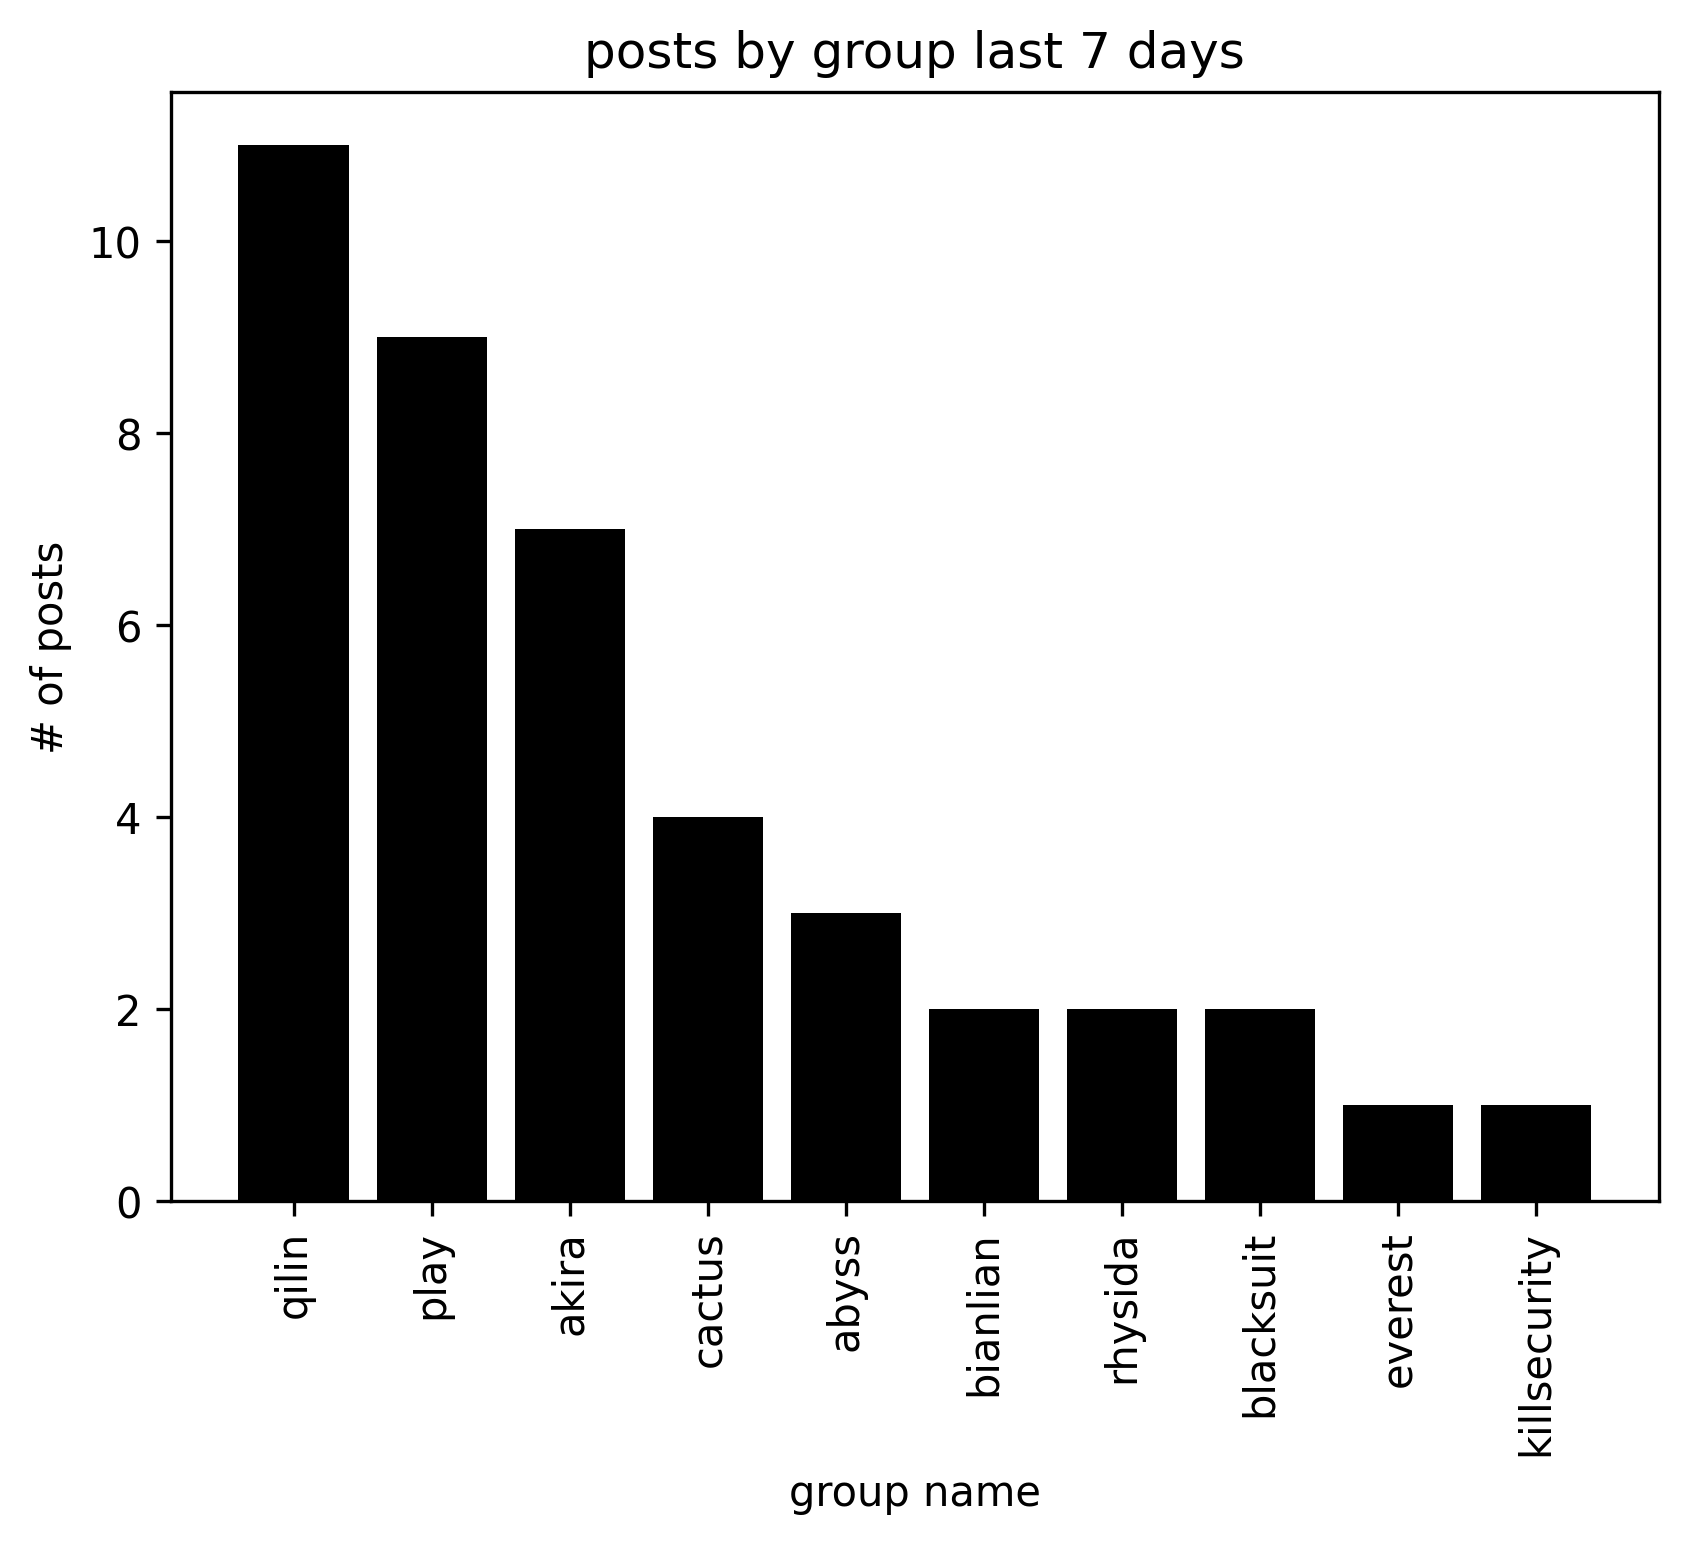 posts by group last 7 days
# of posts
10
8
6
4
2
0
qilin
play
akira
cactus
abyss
bianlian
rhysida
blacksuit
everest
killsecurity
group name